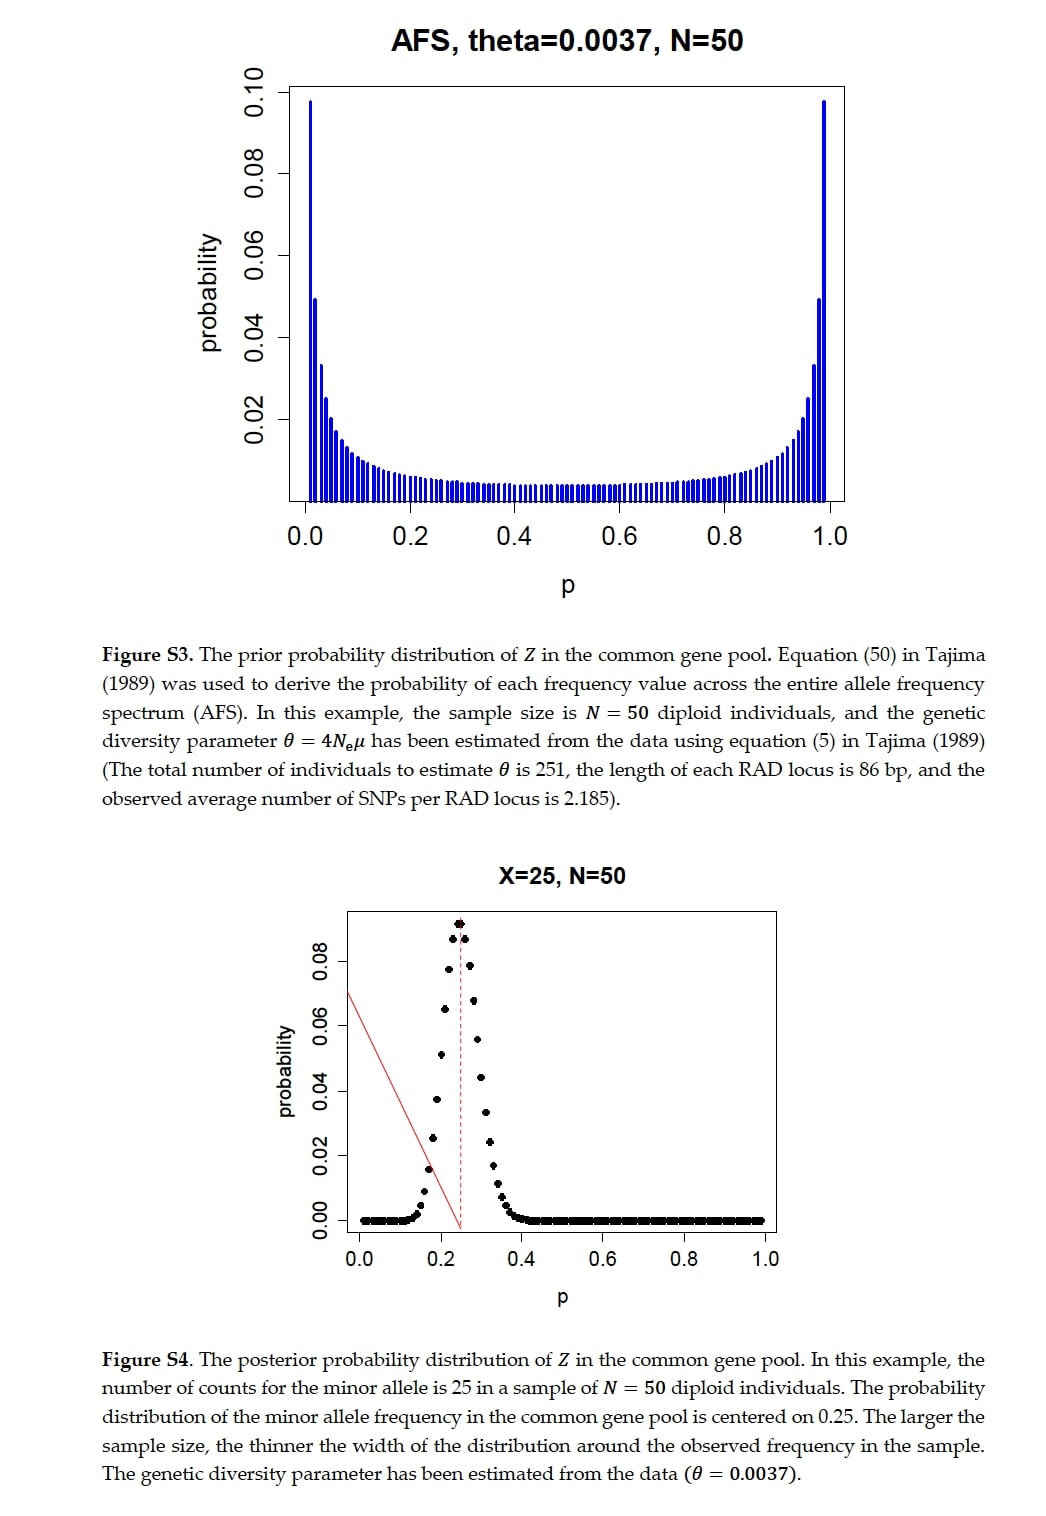 AFS, theta=0.0037, N=50
probability
0.10
0.08
0.06
0.04
0.02
0.0 0.2 0.4 0.6 0.8 1.0
p
Figure S3. The prior probability distribution of Z in the common gene pool. Equation (50) in Tajima
(1989) was used to derive the probability of each frequency value across the entire allele frequency
spectrum (AFS). In this example, the sample size is N = 50 diploid individuals, and the genetic
diversity parameter θ = 4Nₑμ has been estimated from the data using equation (5) in Tajima (1989)
(The total number of individuals to estimate θ is 251, the length of each RAD locus is 86 bp, and the
observed average number of SNPs per RAD locus is 2.185).
X=25, N=50
probability
0.08
0.06
0.04
0.02
0.00
0.0 0.2 0.4 0.6 0.8 1.0
p
Figure S4. The posterior probability distribution of Z in the common gene pool. In this example, the
number of counts for the minor allele is 25 in a sample of N = 50 diploid individuals. The probability
distribution of the minor allele frequency in the common gene pool is centered on 0.25. The larger the
sample size, the thinner the width of the distribution around the observed frequency in the sample.
The genetic diversity parameter has been estimated from the data (θ = 0.0037).